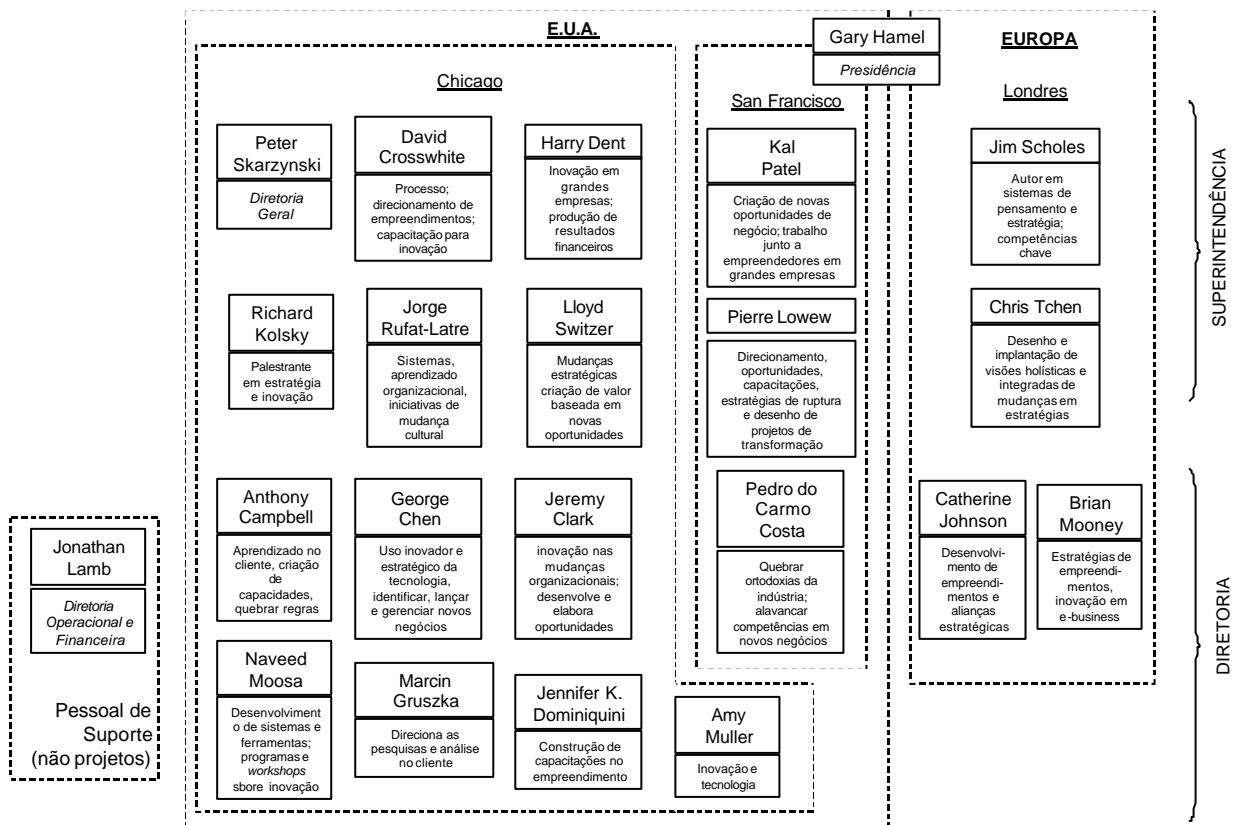 E.U.A.
Gary Hamel
Presidência
EUROPA
Chicago
San Francisco
Londres
Peter
Skarzynski
Diretoria
Geral
David
Crosswhite
Processo;
direcionamento de
empreendimentos;
capacitação para
inovação
Harry Dent
Inovação em
grandes
empresas;
produção de
resultados
financeiros
Kal
Patel
Criação de novas
oportunidades de
negócio; trabalho
junto a
empreendedores em
grandes empresas
Jim Scholes
Autor em
sistemas de
pensamento e
estratégia;
competências
chave
SUPERINTENDÊNCIA
Richard
Kolsky
Palestrante
em estratégia
e inovação
Jorge
Rufat-Latre
Sistemas,
aprendizado
organizacional,
iniciativas de
mudança
cultural
Lloyd
Switzer
Mudanças
estratégicas
criação de valor
baseada em
novas
oportunidades
Pierre Lowew
Direcionamento,
oportunidades,
capacitações,
estratégias de ruptura
e desenho de
projetos de
transformação
Chris Tchen
Desenho e
implantação de
visões holísticas e
integradas de
mudanças em
estratégias
Jonathan
Lamb
Diretoria
Operacional e
Financeira
Pessoal de
Suporte
(não projetos)
Anthony
Campbell
Aprendizado no
cliente, criação
de
capacidades,
quebrar regras
George
Chen
Uso inovador e
estratégico da
tecnologia,
identificar, lançar
e gerenciar novos
negócios
Jeremy
Clark
inovação nas
mudanças
organizacionais;
desenvolve e
elabora
oportunidades
Pedro do
Carmo
Costa
Quebrar
ortodoxias da
indústria;
alavancar
competências em
novos negócios
Catherine
Johnson
Desenvolvi-
mento de
empreendi-
mentos e
alianças
estratégicas
Brian
Mooney
Estratégias de
empreendi-
mentos,
inovação em
e-business
DIRETORIA
Naveed
Moosa
Desenvolviment
o de sistemas e
ferramentas;
programas e
workshops
sbore inovação
Marcin
Gruszka
Direciona as
pesquisas e análise
no cliente
Jennifer K.
Dominiquini
Construção de
capacitações no
empreendimento
Amy
Muller
Inovação e
tecnologia